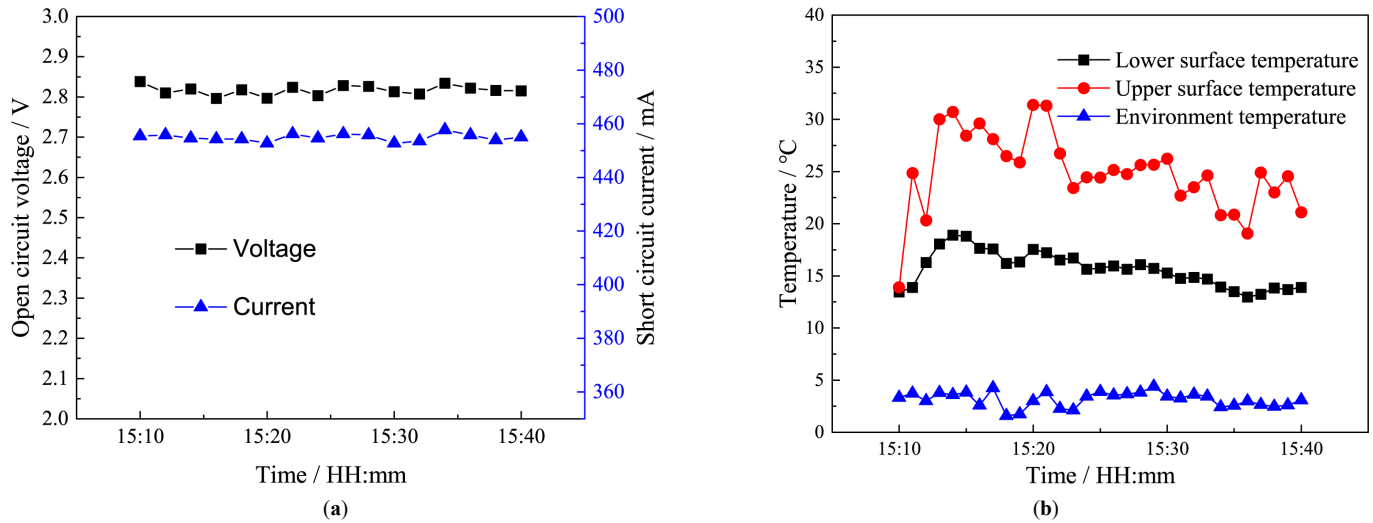 3.0
2.9
2.8
2.7
2.6
2.5
2.4
2.3
2.2
2.1
2.0
Open circuit voltage / V
500
480
460
440
420
400
380
360
Short circuit current / mA
Voltage
Current
15:10 15:20 15:30 15:40
Time / HH:mm
(a)
40
35
30
25
20
15
10
5
0
Temperature / °C
Lower surface temperature
Upper surface temperature
Environment temperature
15:10 15:20 15:30 15:40
Time / HH:mm
(b)